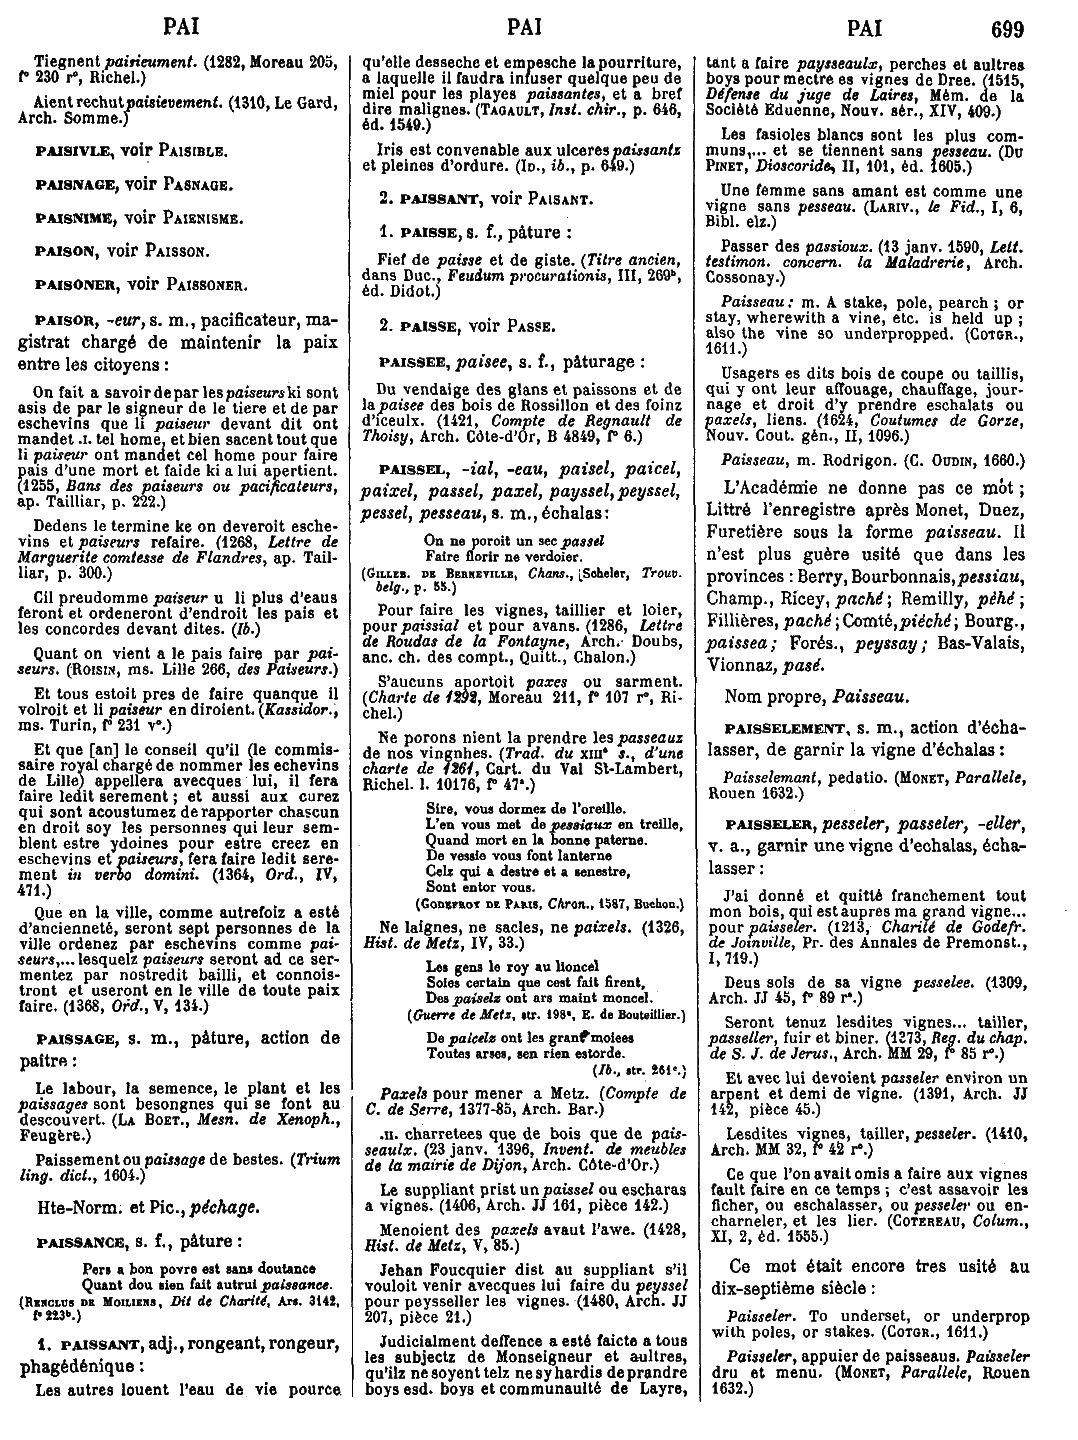 PAI
PAI
PAI
699
Tiegnent paisieument. (1282, Moreau 205,
f° 230 r°, Richel.)
Aient rechut paisievement. (1310, Le Gard,
Arch. Somme.)
PAISIVLE, voir PAISIBLE.
PAISNAGE, voir PASNAGE.
PAISNIME, voir PAIENISME.
PAISON, voir PAISSON.
PAISONER, voir PAISSONER.
PAISOR, -eur, s. m., pacificateur, ma-
gistrat chargé de maintenir la paix
entre les citoyens :
On fait a savoir de par les paiseurs ki sont
asis de par le signeur de le tiere et de par
eschevins que li paiseur devant dit ont
mandet .I. tel home, et bien sacent tout que
li paiseur ont mandet cel home pour faire
pais d'une mort et faide ki a lui apertient.
(1255, Bans des paiseurs ou pacificateurs,
ap. Tailliar, p. 222.)
Dedens le termine ke on deveroit esche-
vins et paiseurs refaire. (1268, Lettre de
Marguerite comtesse de Flandres, ap. Tail-
liar, p. 300.)
Cil preudomme paiseur u li plus d'eaus
feront et ordeneront d'endroit les pais et
les concordes devant dites. (Ib.)
Quant on vient a le pais faire par pai-
seurs. (ROISIN, ms. Lille 266, des Paiseurs.)
Et tous estoit pres de faire quanque il
volroit et li paiseur en diroient. (Kassidor.,
ms. Turin, f° 231 v°.)
Et que [an] le conseil qu'il (le commis-
saire royal chargé de nommer les echevins
de Lille) appellera avecques lui, il fera
faire ledit serement ; et aussi aux curez
qui sont acoustumez de rapporter chascun
en droit soy les personnes qui leur sem-
blent estre ydoines pour estre creez en
eschevins et paiseurs, fera faire ledit sere-
ment in verbo domini. (1364, Ord., IV,
471.)
Que en la ville, comme autrefoiz a esté
d'ancienneté, seront sept personnes de la
ville ordenez par eschevins comme pai-
seurs,... lesquelz paiseurs seront ad ce ser-
mentez par nostredit bailli, et connois-
tront et useront en le ville de toute paix
faire. (1368, Ord., V, 134.)
PAISSAGE, s. m., pâture, action de
paître :
Le labour, la semence, le plant et les
paissages sont besongnes qui se font au
descouvert. (LA BOET., Mesn. de Xenoph.,
Feugère.)
Paissement ou paissage de bestes. (Trium
ling. dict., 1604.)
Hte-Norm. et Pic., péchage.
PAISSANCE, s. f., pâture :
Pers a bon povre est sans doutance
Quant dou sien fait autrui paissance.
(RENCLUS DE MOILIENS, Dit de Charité, Ars. 3142,
f° 223b.)
1. PAISSANT, adj., rongeant, rongeur,
phagédénique :
Les autres louent l'eau de vie pource
qu'elle desseche et empesche la pourriture,
a laquelle il faudra infuser quelque peu de
miel pour les playes paissantes, et a bref
dire malignes. (TAGAULT, Inst. chir., p. 646,
éd. 1549.)
Iris est convenable aux ulceres paissantz
et pleines d'ordure. (ID., ib., p. 649.)
2. PAISSANT, voir PAISANT.
1. PAISSE, s. f., pâture :
Fief de paisse et de giste. (Titre ancien,
dans Duc., Feudum procurationis, III, 269b,
éd. Didot.)
2. PAISSE, voir PASSE.
PAISSEE, paisee, s. f., pâturage :
Du vendaige des glans et paissons et de
la paisee des bois de Rossillon et des foinz
d'iceulx. (1421, Compte de Regnault de
Thoisy, Arch. Côte-d'Or, B 4849, f° 6.)
PAISSEL, -ial, -eau, paisel, paicel,
paixel, passel, paxel, payssel, peyssel,
pessel, pesseau, s. m., échalas :
On ne poroit un sec passel
Faire florir ne verdoier.
(GILLEB. DE BERNEVILLE, Chans., Scheler, Trouv.
belg., p. 55.)
Pour faire les vignes, taillier et loier,
pour paissial et pour avans. (1286, Lettre
de Roudas de la Fontayne, Arch. Doubs,
anc. ch. des compt., Quitt., Chalon.)
S'aucuns aportoit paxes ou sarment.
(Charte de 1292, Moreau 211, f° 107 r°, Ri-
chel.)
Ne porons nient la prendre les passeauz
de nos vingnhes. (Trad. du XIIIe s., d'une
charte de 1261, Cart. du Val St-Lambert,
Richel. l. 10176, f° 47a.)
Sire, vous dormez de l'oreille.
L'en vous met de pessiaux en treille,
Quand mort en la bonne paterne.
De vessie vous font lanterne
Celz qui a destre et a senestre,
Sont entor vous.
(GODEFROY DE PARIS, Chron., 1587, Buchon.)
Ne laignes, ne sacles, ne paixels. (1326,
Hist. de Metz, IV, 33.)
Les gens le roy au lioncel
Soies certain que cest fait firent,
Des paiselz ont ars maint moncel.
(Guerre de Metz, str. 198a, E. de Bouteillier.)
De paicelz ont les grant moiees
Toutes arses, sen rien estorde.
(Ib., str. 261c.)
Paxels pour mener a Metz. (Compte de
C. de Serre, 1377-85, Arch. Bar.)
.II. charretees que de bois que de pais-
seaulx. (23 janv. 1396, Invent. de meubles
de la mairie de Dijon, Arch. Côte-d'Or.)
Le suppliant prist un paissel ou escharas
a vignes. (1406, Arch. JJ 161, pièce 142.)
Menoient des paxels avaut l'awe. (1428,
Hist. de Metz, V, 85.)
Jehan Foucquier dist au suppliant s'il
vouloit venir avecques lui faire du peyssel
pour peysseller les vignes. (1480, Arch. JJ
207, pièce 21.)
Judicialment deffence a esté faicte a tous
les subjectz de Monseigneur et aultres,
qu'ilz ne soyent telz ne sy hardis de prandre
boys esd. boys et communaulté de Layre,
tant a faire paysseaulx, perches et aultres
boys pour mectre es vignes de Dree. (1515,
Défense du juge de Laires, Mém. de la
Société Eduenne, Nouv. sér., XIV, 409.)
Les fasioles blancs sont les plus com-
muns,... et se tiennent sans pesseau. (DU
PINET, Dioscoride, II, 101, éd. 1605.)
Une femme sans amant est comme une
vigne sans pesseau. (LARIV., le Fid., I, 6,
Bibl. elz.)
Passer des passioux. (13 janv. 1590, Lett.
testimon. concern. la Maladrerie, Arch.
Cossonay.)
Paisseau : m. A stake, pole, pearch ; or
stay, wherewith a vine, etc. is held up ;
also the vine so underpropped. (COTGR.,
1611.)
Usagers es dits bois de coupe ou taillis,
qui y ont leur affouage, chauffage, jour-
nage et droit d'y prendre eschalats ou
paxels, liens. (1624, Coutumes de Gorze,
Nouv. Cout. gén., II, 1096.)
Paisseau, m. Rodrigon. (C. OUDIN, 1660.)
L'Académie ne donne pas ce mot ;
Littré l'enregistre après Monet, Duez,
Furetière sous la forme paisseau. Il
n'est plus guère usité que dans les
provinces : Berry, Bourbonnais, pessiau,
Champ., Ricey, paché ; Remilly, pêhé ;
Fillières, paché ; Comté, piéché ; Bourg.,
paissea ; Forés., peyssay ; Bas-Valais,
Vionnaz, pasé.
Nom propre, Paisseau.
PAISSELEMENT, s. m., action d'écha-
lasser, de garnir la vigne d'échalas :
Paisselemant, pedatio. (MONET, Parallele,
Rouen 1632.)
PAISSELER, pesseler, passeler, -eller,
v. a., garnir une vigne d'echalas, écha-
lasser :
J'ai donné et quitté franchement tout
mon bois, qui est aupres ma grand vigne...
pour paisseler. (1213, Charité de Godefr.
de Joinville, Pr. des Annales de Premonst.,
I, 719.)
Deus sols de sa vigne pesselee. (1309,
Arch. JJ 45, f° 89 r°.)
Seront tenuz lesdites vignes... tailler,
passeller, fuir et biner. (1273, Reg. du chap.
de S. J. de Jerus., Arch. MM 29, f° 85 r°.)
Et avec lui devoient passeler environ un
arpent et demi de vigne. (1391, Arch. JJ
142, pièce 45.)
Lesdites vignes, tailler, pesseler. (1410,
Arch. MM 32, f° 42 r°.)
Ce que l'on avait omis a faire aux vignes
fault faire en ce temps ; c'est assavoir les
ficher, ou eschalasser, ou pesseler ou en-
charneler, et les lier. (COTEREAU, Colum.,
XI, 2, éd. 1555.)
Ce mot était encore tres usité au
dix-septième siècle :
Paisseler. To underset, or underprop
with poles, or stakes. (COTGR., 1611.)
Paisseler, appuier de paisseaus. Paisseler
dru et menu. (MONET, Parallele, Rouen
1632.)